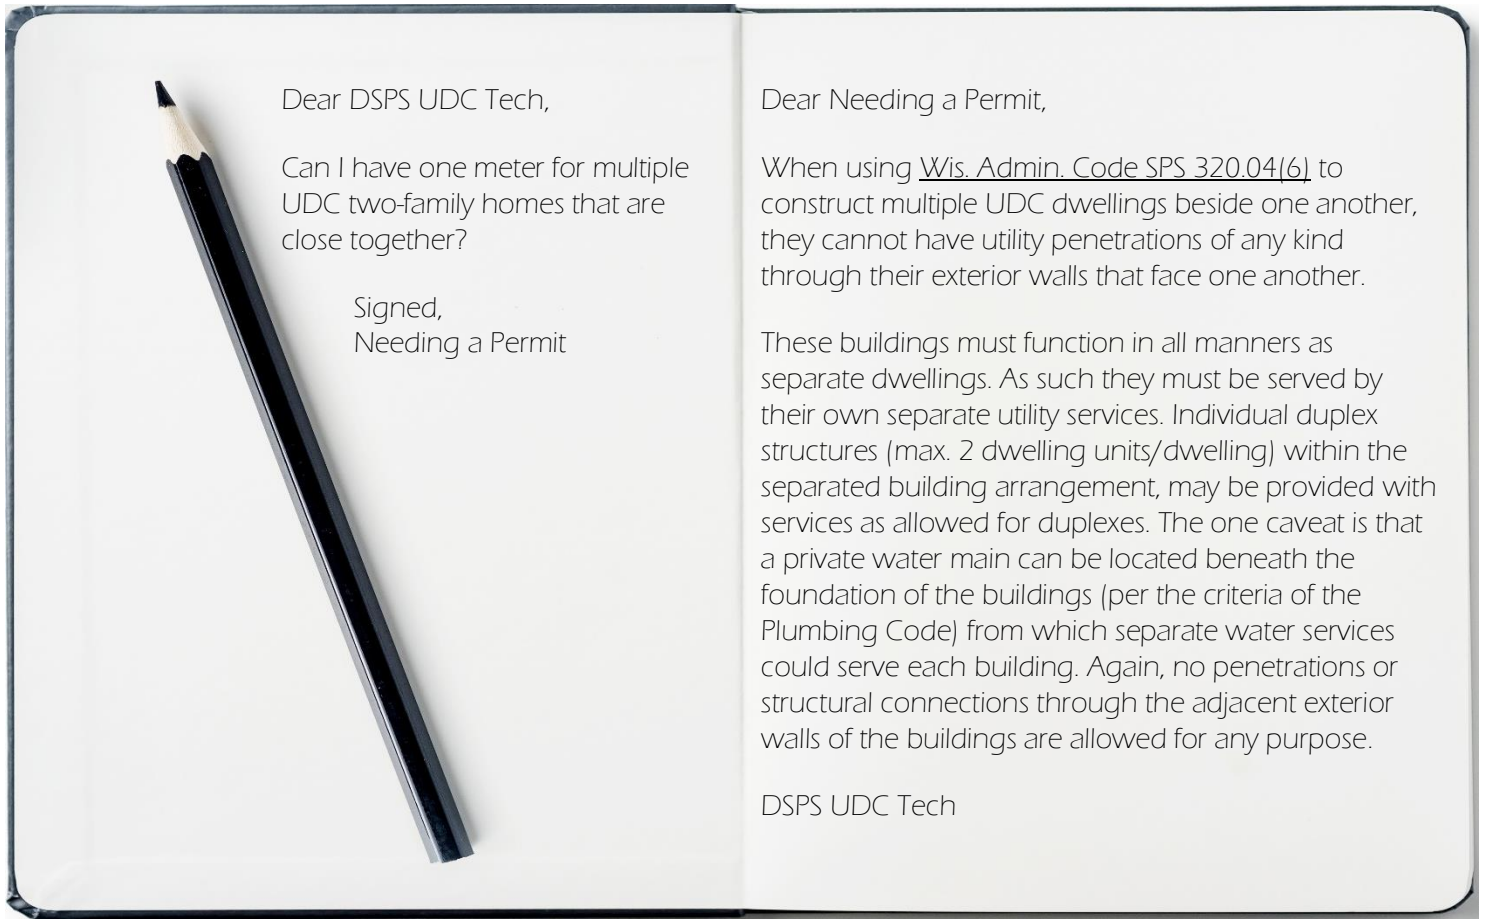 Dear DSPS UDC Tech,
Can I have one meter for multiple
UDC two-family homes that are
close together?
Signed,
Needing a Permit
Dear Needing a Permit,
When using Wis. Admin. Code SPS 320.04(6) to
construct multiple UDC dwellings beside one another,
they cannot have utility penetrations of any kind
through their exterior walls that face one another.
These buildings must function in all manners as
separate dwellings. As such they must be served by
their own separate utility services. Individual duplex
structures (max. 2 dwelling units/dwelling) within the
separated building arrangement, may be provided with
services as allowed for duplexes. The one caveat is that
a private water main can be located beneath the
foundation of the buildings (per the criteria of the
Plumbing Code) from which separate water services
could serve each building. Again, no penetrations or
structural connections through the adjacent exterior
walls of the buildings are allowed for any purpose.
DSPS UDC Tech